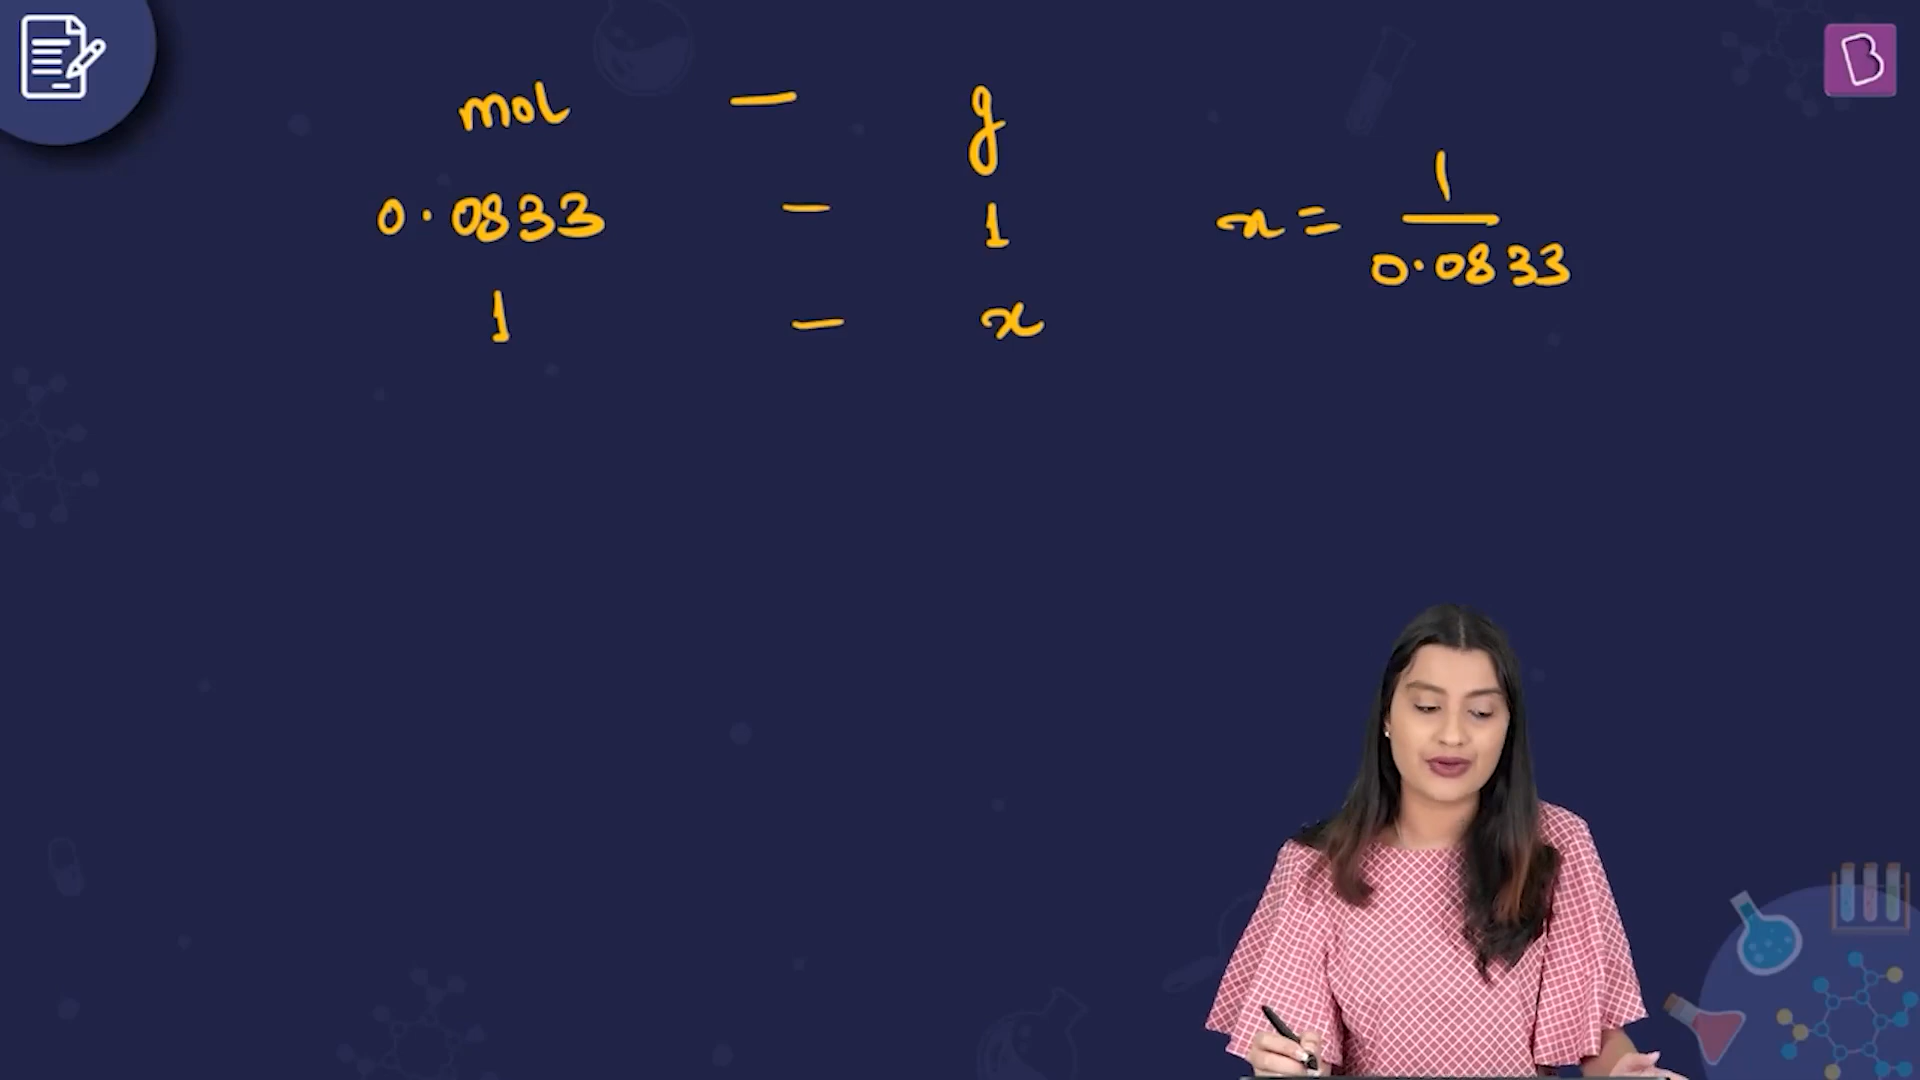 mol — g
0.0833 — 1
1 — x
x = 1/0.0833
B